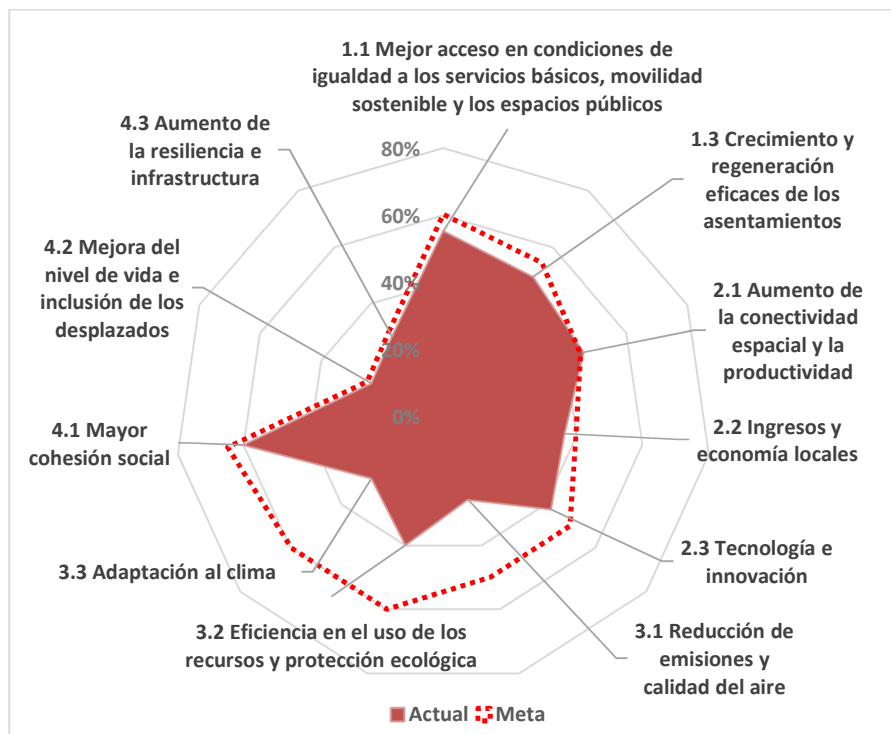 1.1 Mejor acceso en condiciones de
igualdad a los servicios básicos, movilidad
sostenible y los espacios públicos
4.3 Aumento de
la resiliencia e
infrastructura
80%
60%
40%
20%
0%
1.3 Crecimiento y
regeneración
eficaces de los
asentamientos
4.2 Mejora del
nivel de vida e
inclusión de los
desplazados
2.1 Aumento de
la conectividad
espacial y la
productividad
4.1 Mayor
cohesión social
2.2 Ingresos y
economía locales
2.3 Tecnología e
innovación
3.3 Adaptación al clima
3.2 Eficiencia en el uso de los
recursos y protección ecológica
3.1 Reducción de
emisiones y
calidad del aire
Actual Meta